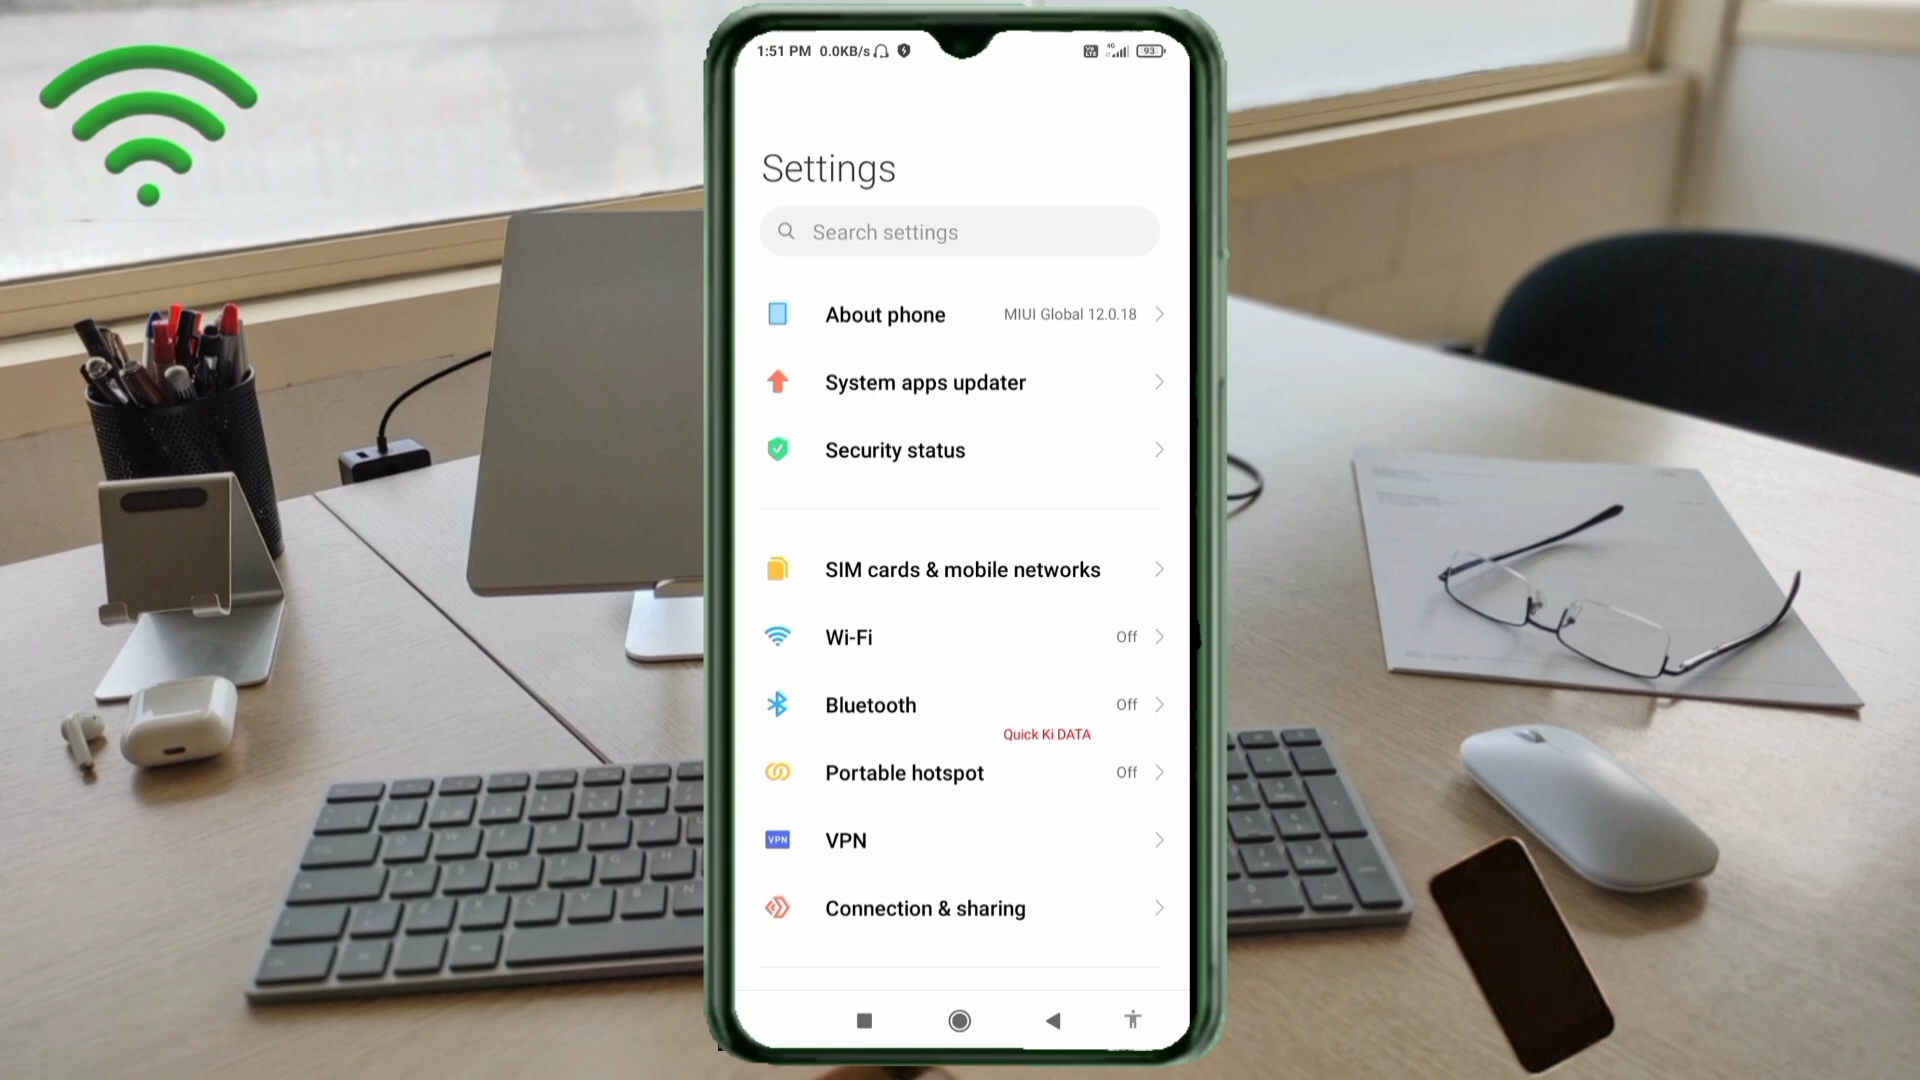 1:51 PM 0.0KB/s
4G 93
Settings
Search settings
About phone MIUI Global 12.0.18
System apps updater
Security status
SIM cards & mobile networks
Wi-Fi Off
Bluetooth Off
Quick Ki DATA
Portable hotspot Off
VPN VPN
Connection & sharing